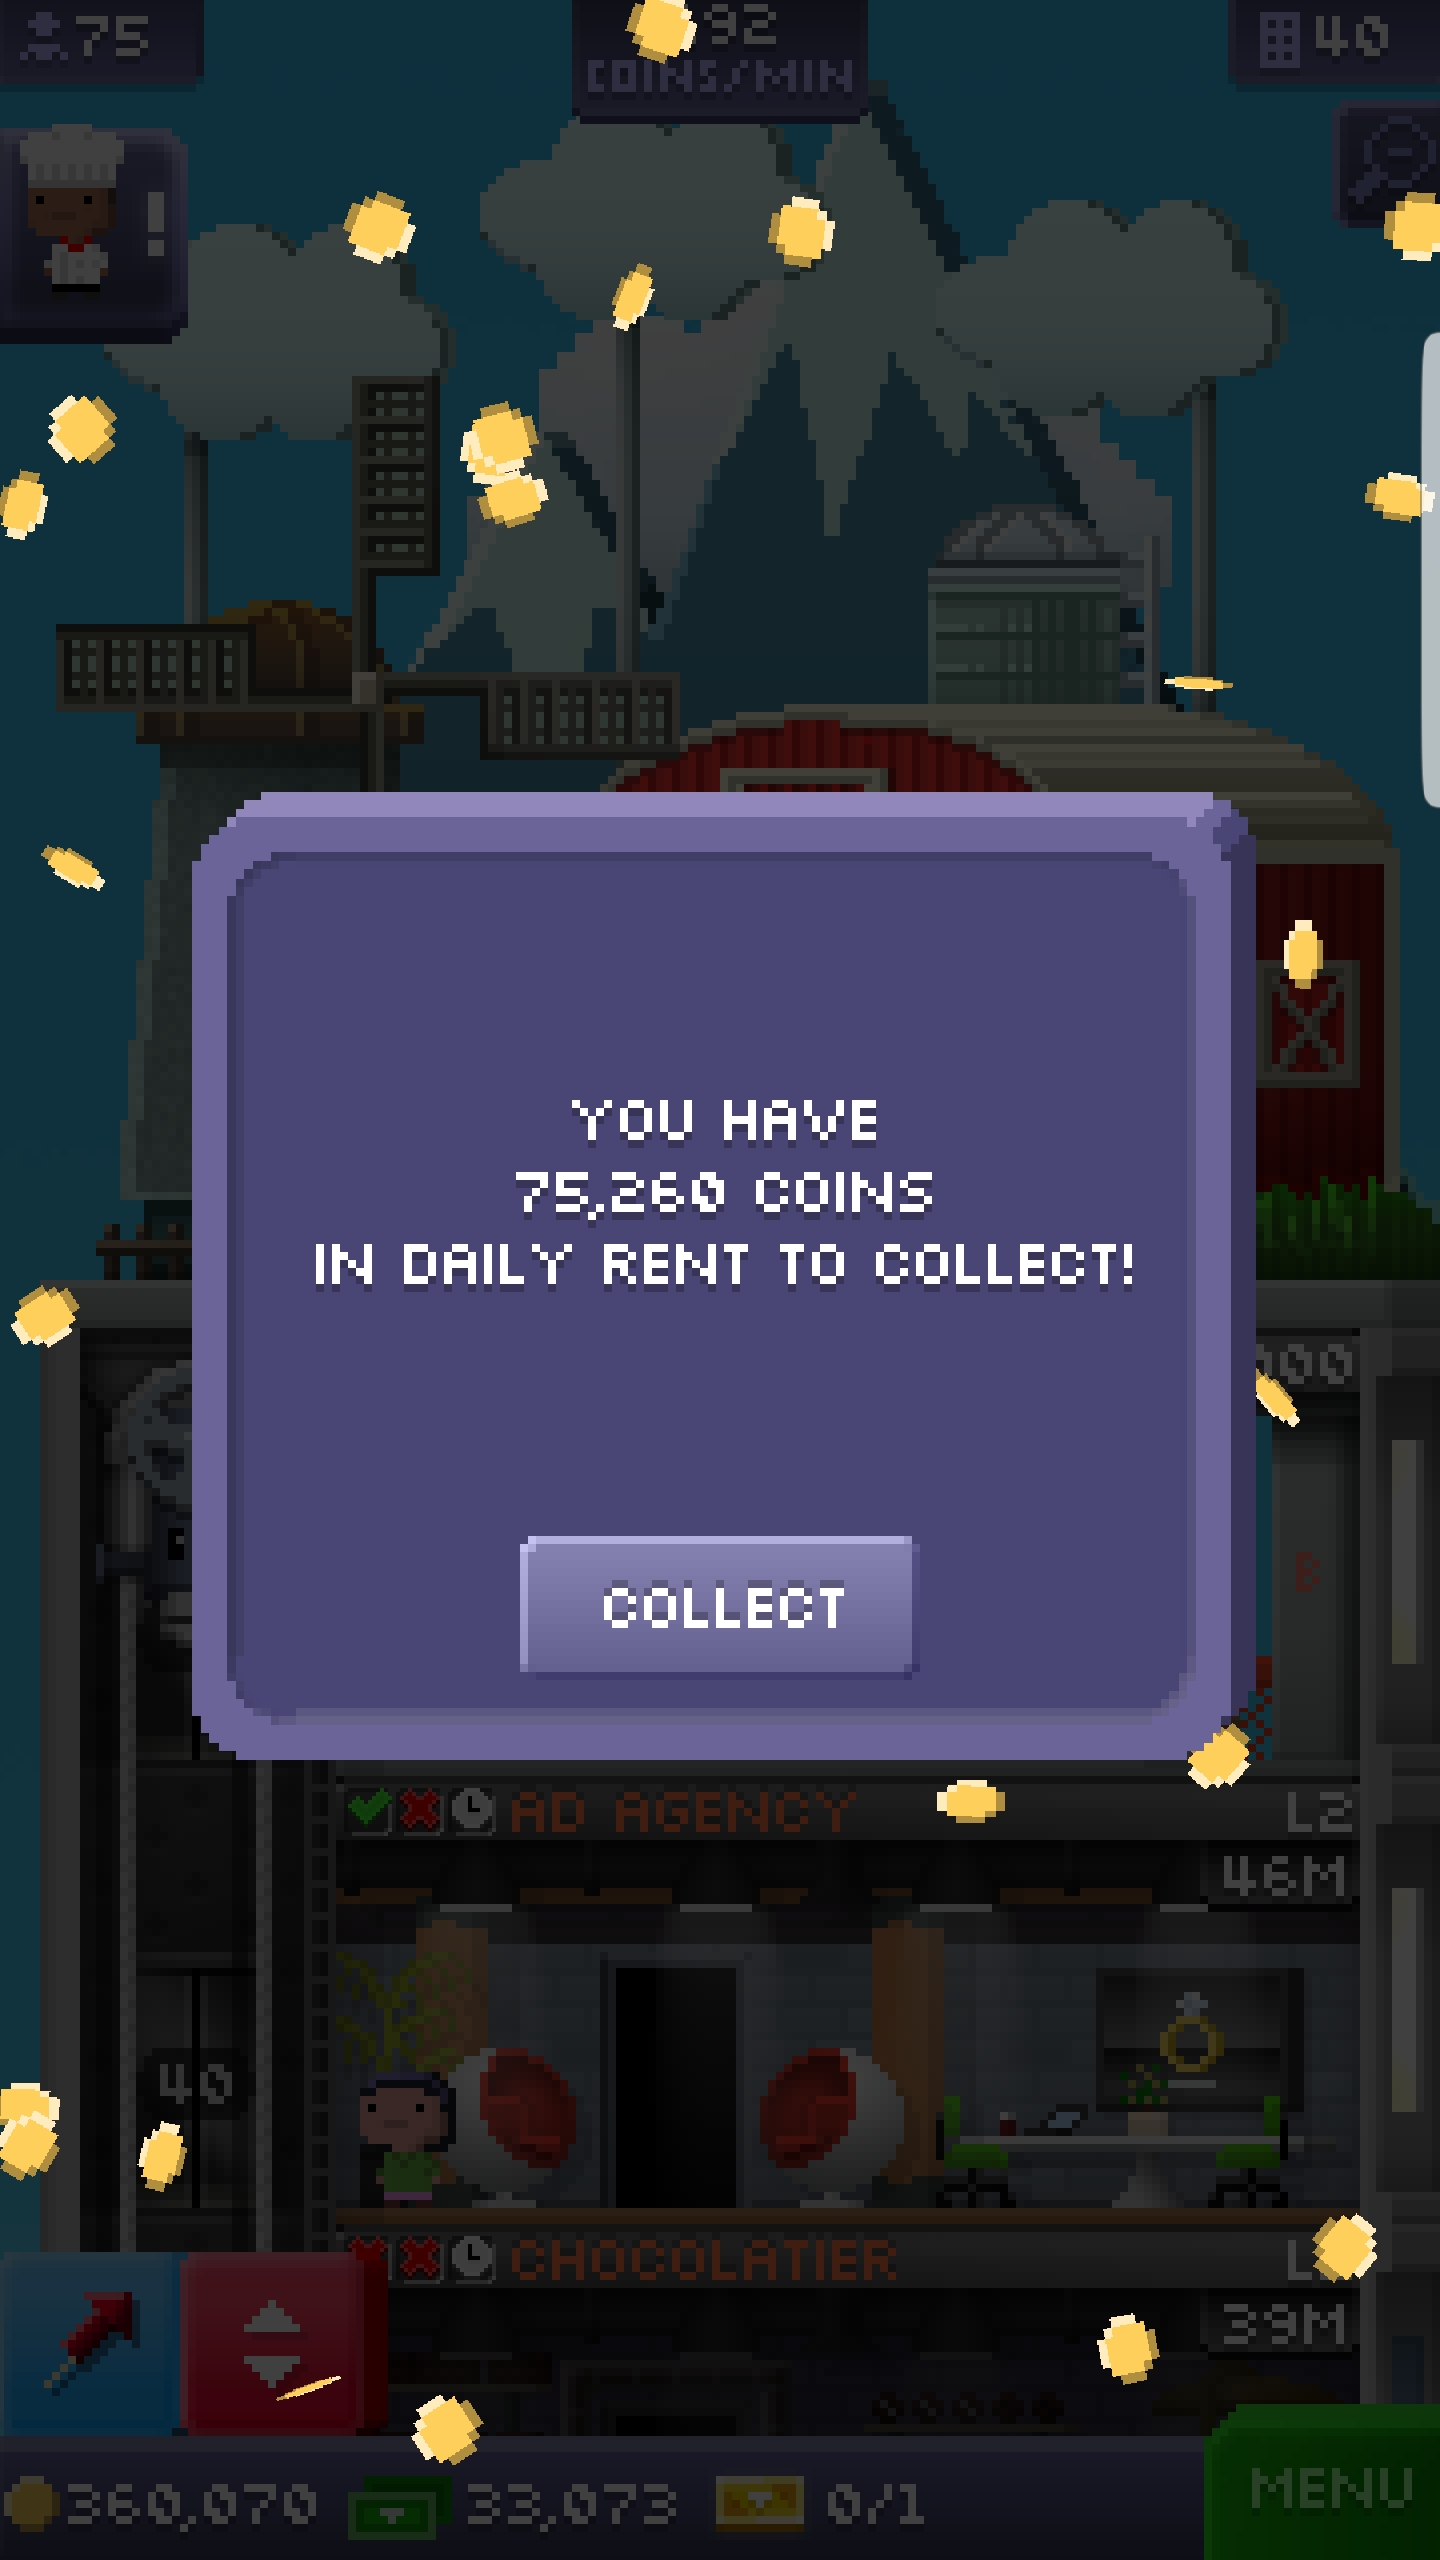 75
92
COINS/MIN
40
!
YOU HAVE
75,260 COINS
IN DAILY RENT TO COLLECT!
COLLECT
B
AD AGENCY L2
46M
40
CHOCOLATIER
39M
360,070 33,073 0/1
MENU